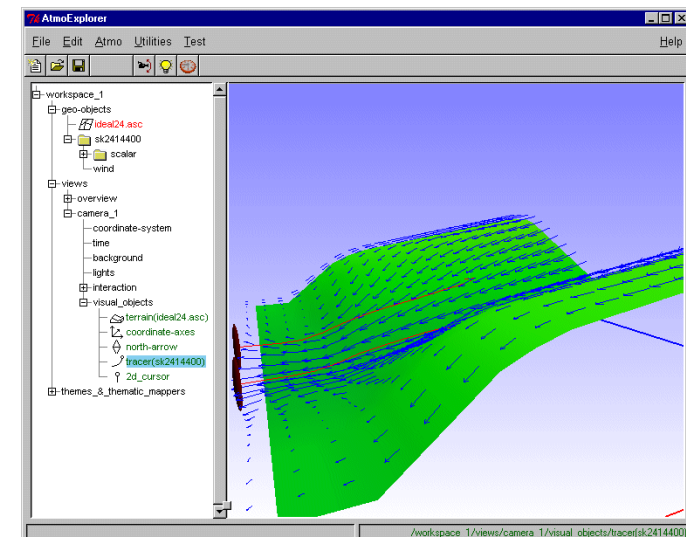 AtmoExplorer
File Edit Atmo Utilities Test Help
workspace_1
geo-objects
ideal24.asc
sk2414400
scalar
wind
views
overview
camera_1
coordinate-system
time
background
lights
interaction
visual_objects
terrain(ideal24.asc)
coordinate-axes
north-arrow
tracer(sk2414400)
2d_cursor
themes_&_thematic_mappers
/workspace_1/views/camera_1/visual_objects/tracer(sk2414400)